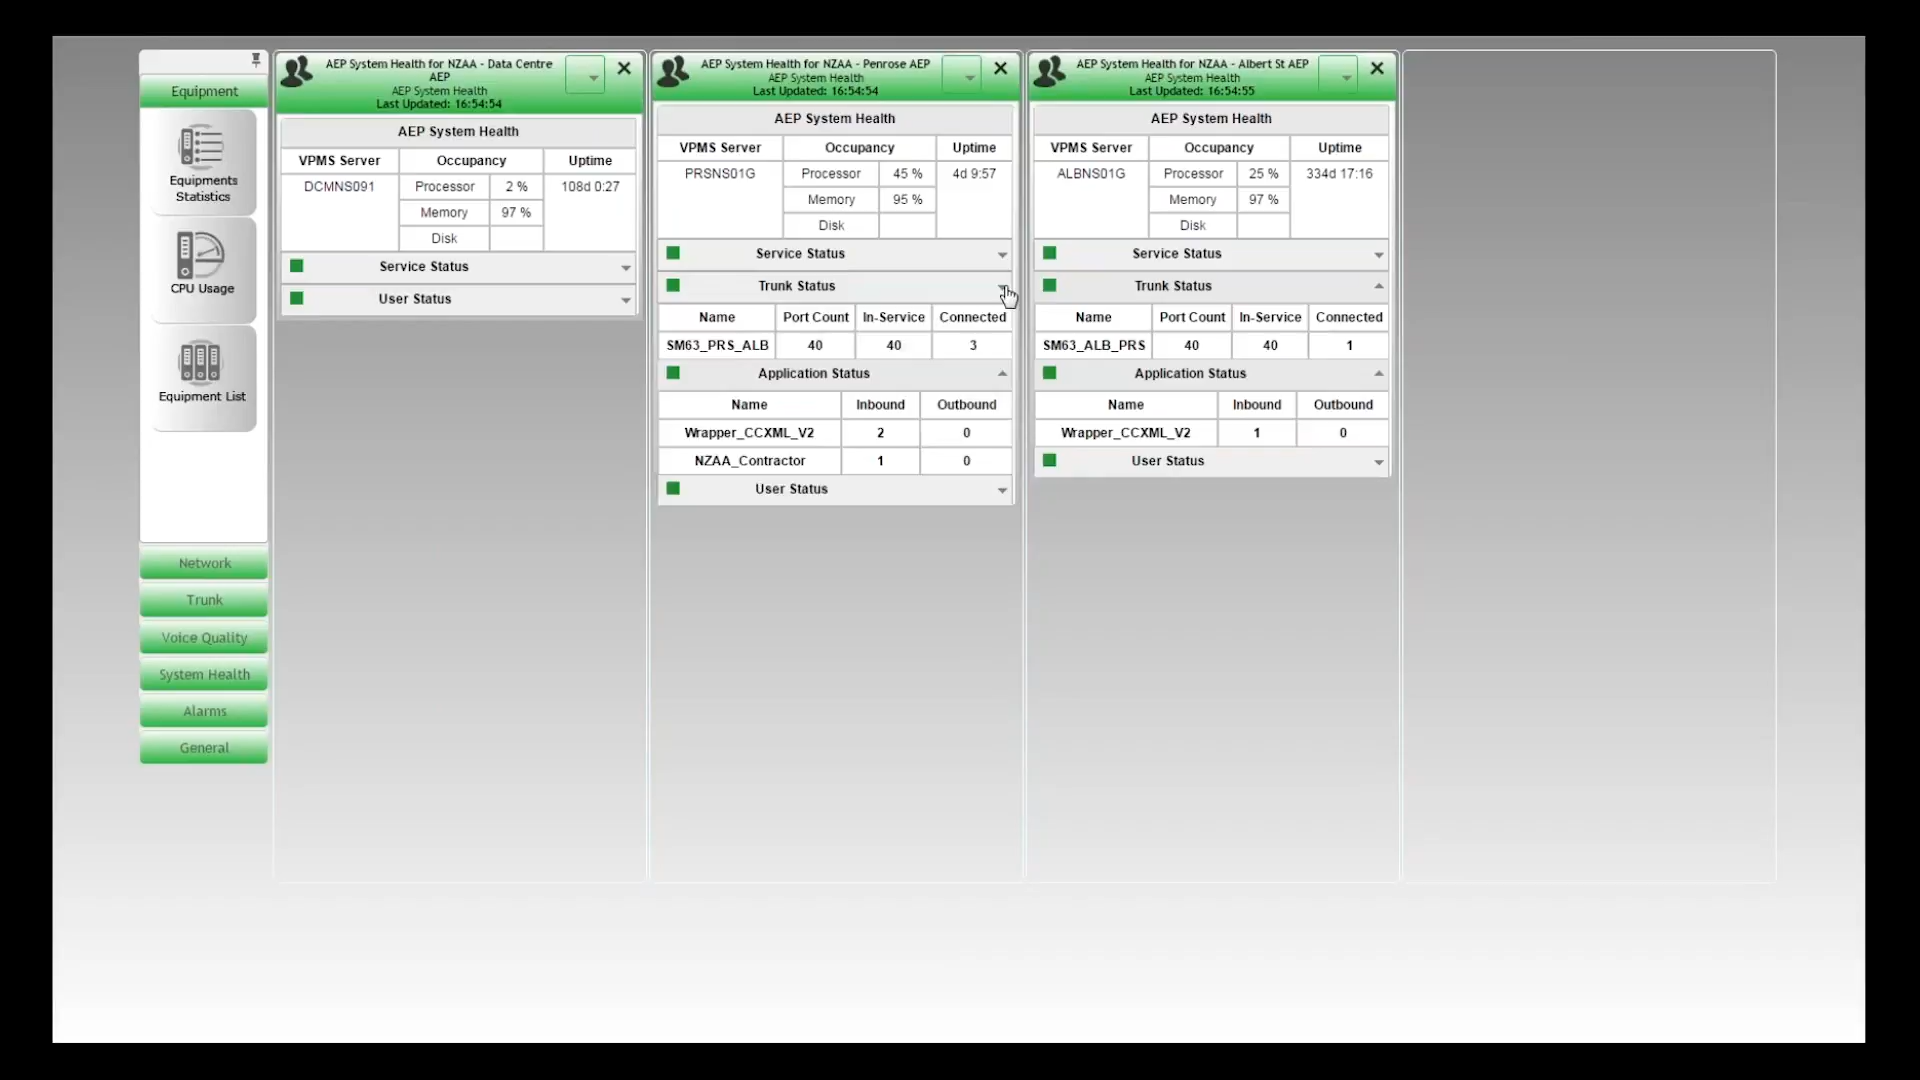 Equipment
Equipments
Statistics
CPU Usage
Equipment List
Network
Trunk
Voice Quality
System Health
Alarms
General
AEP System Health for NZAA - Data Centre
AEP
AEP System Health
Last Updated: 16:54:54
AEP System Health
VPMS Server Occupancy Uptime
DCMNS091 Processor 2 % 108d 0:27
Memory 97 %
Disk
Service Status
User Status
AEP System Health for NZAA - Penrose AEP
AEP System Health
Last Updated: 16:54:54
AEP System Health
VPMS Server Occupancy Uptime
PRSNS01G Processor 45 % 4d 9:57
Memory 95 %
Disk
Service Status
Trunk Status
Name Port Count In-Service Connected
SM63_PRS_ALB 40 40 3
Application Status
Name Inbound Outbound
Wrapper_CCXML_V2 2 0
NZAA_Contractor 1 0
User Status
AEP System Health for NZAA - Albert St AEP
AEP System Health
Last Updated: 16:54:55
AEP System Health
VPMS Server Occupancy Uptime
ALBNS01G Processor 25 % 334d 17:16
Memory 97 %
Disk
Service Status
Trunk Status
Name Port Count In-Service Connected
SM63_ALB_PRS 40 40 1
Application Status
Name Inbound Outbound
Wrapper_CCXML_V2 1 0
User Status